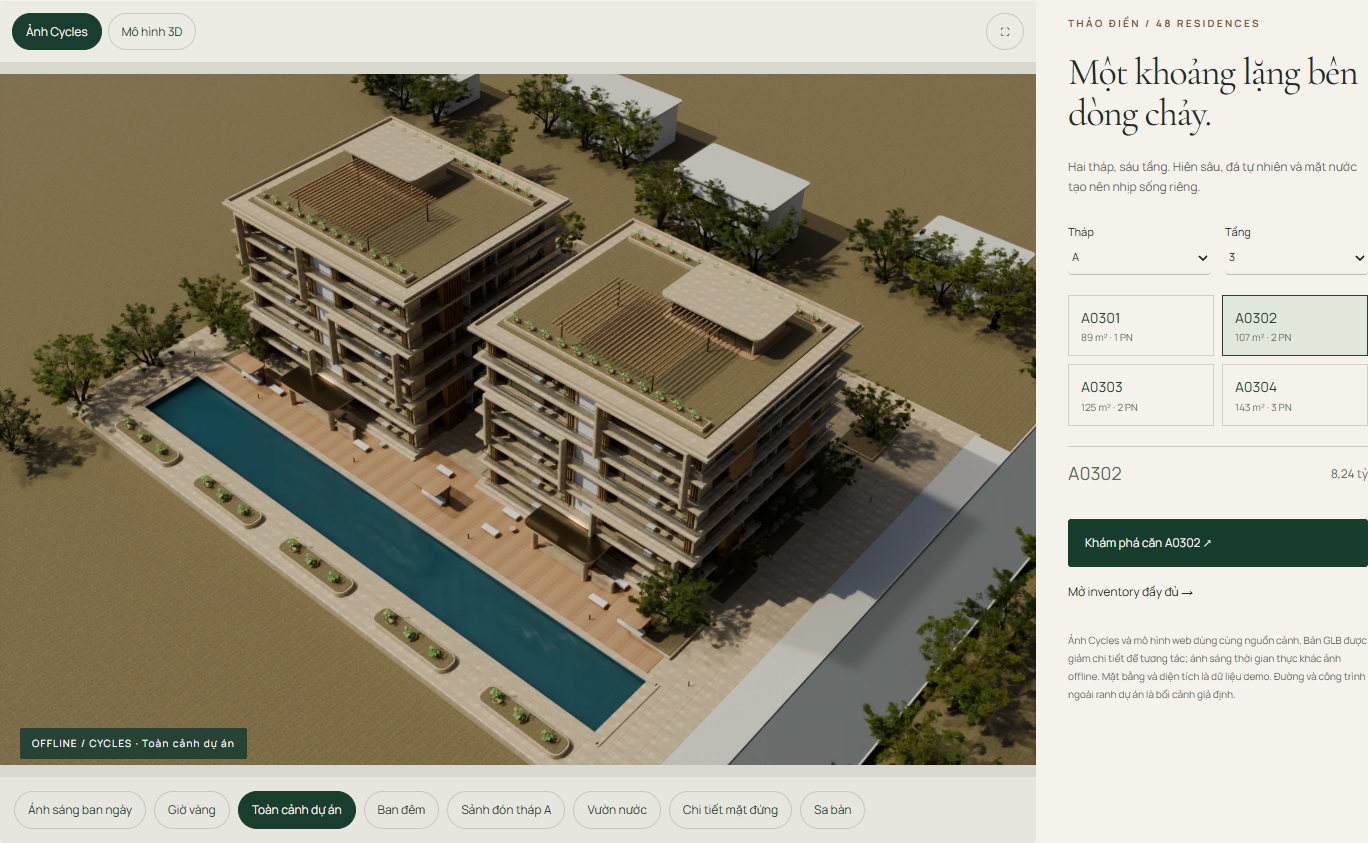 Ảnh Cycles
Mô hình 3D
THẢO ĐIỀN / 48 RESIDENCES
Một khoảng lặng bên
dòng chảy.
Hai tháp, sáu tầng. Hiên sâu, đá tự nhiên và mặt nước
tạo nên nhịp sống riêng.
Tháp
Tầng
A
3
A0301
89 m² · 1 PN
A0302
107 m² · 2 PN
A0303
125 m² · 2 PN
A0304
143 m² · 3 PN
A0302
8,24 tỷ
Khám phá căn A0302 ↗
Mở inventory đầy đủ →
Ảnh Cycles và mô hình web dùng cùng nguồn cảnh. Bản GLB được
giảm chi tiết để tương tác; ánh sáng thời gian thực khác ảnh
offline. Mặt bằng và diện tích là dữ liệu demo. Đường và công trình
ngoài ranh dự án là bối cảnh giả định.
OFFLINE / CYCLES · Toàn cảnh dự án
Ánh sáng ban ngày
Giờ vàng
Toàn cảnh dự án
Ban đêm
Sảnh đón tháp A
Vườn nước
Chi tiết mặt đứng
Sa bàn